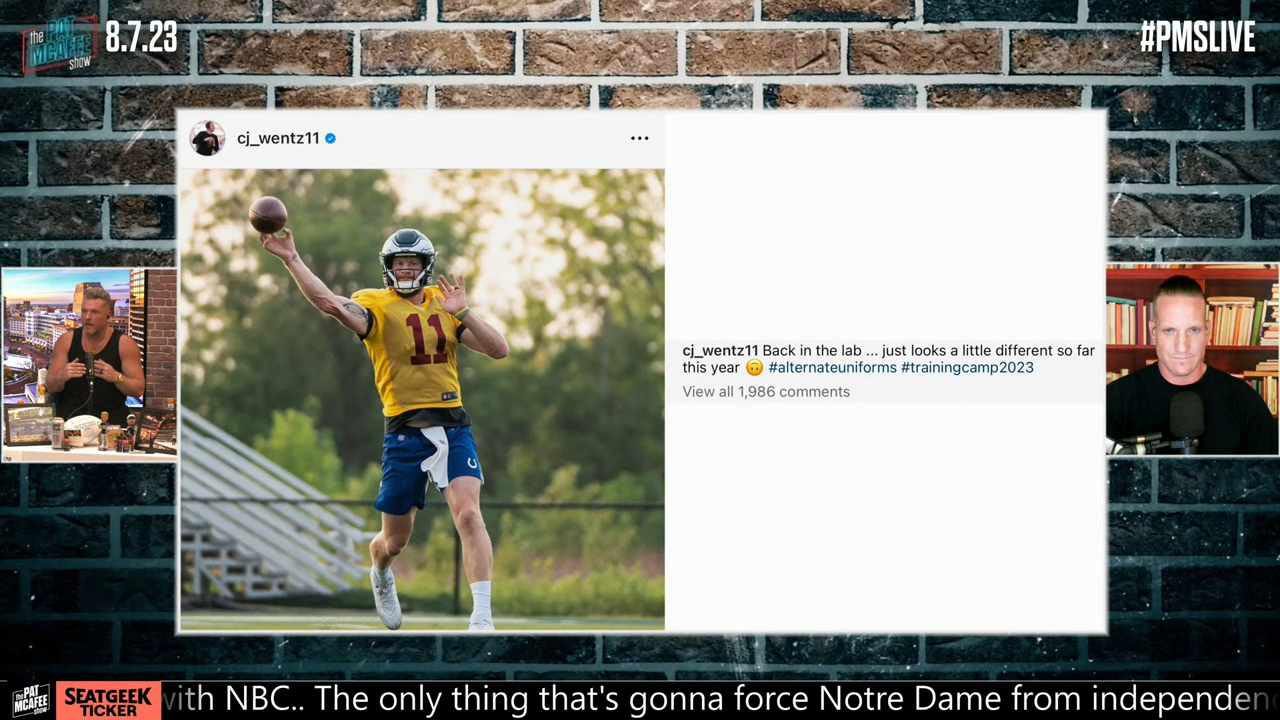 the PAT MCAFEE show
8.7.23
#PMSLIVE
cj_wentz11
11
cj_wentz11 Back in the lab ... just looks a little different so far
this year 🙃 #alternateuniforms #trainingcamp2023
View all 1,986 comments
the PAT MCAFEE show
SEATGEEK
TICKER
with NBC.. The only thing that's gonna force Notre Dame from independen